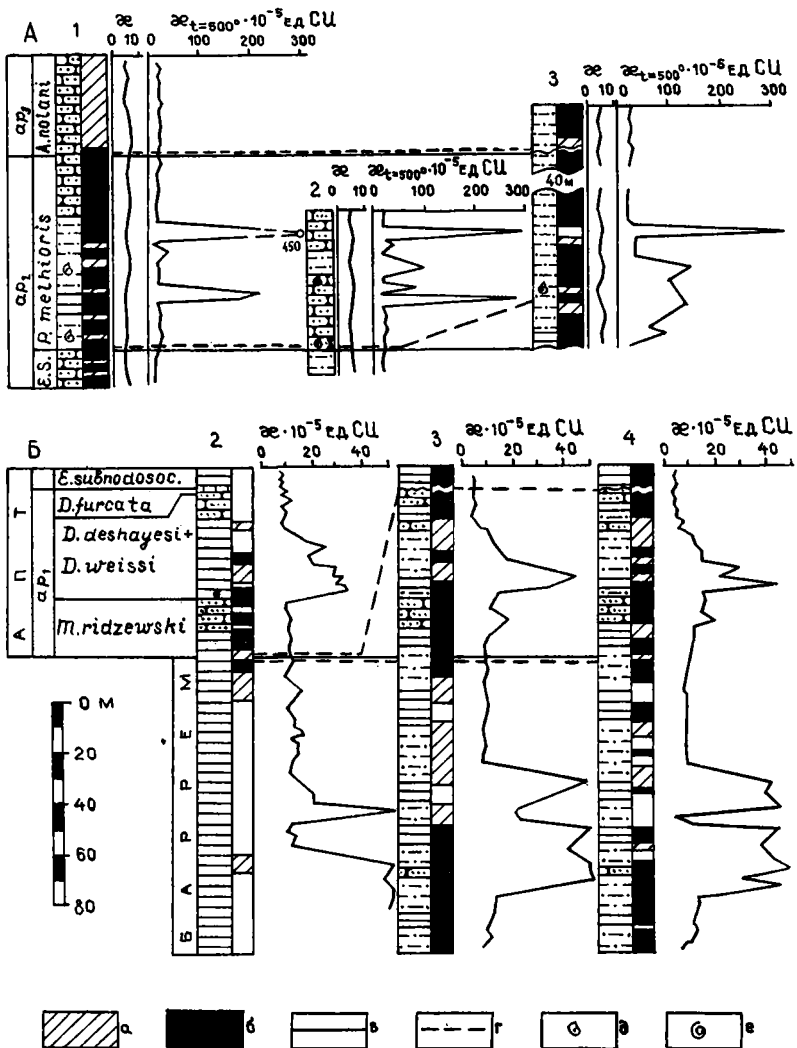 А 1 æ æt=500°·10⁻⁵ ед СИ
0 10 0 100 200 300
3 æ æt=500°·10⁻⁵ ед СИ
0 10 0 100 200 300
2 æ æt=500°·10⁻⁵ ед СИ
0 10 0 100 200 300
ap₃ A. nolani
ap₂ P. melhioris
E.S.
450
40 м
Б 2 æ·10⁻⁵ ед СИ 3 æ·10⁻⁵ ед СИ 4 æ·10⁻⁵ ед СИ
0 20 40 0 20 40 0 20 40
А П Т
ap₁
E. subnodosoc.
D. furcata
D. deshayesi+
D. weissi
M. ridzewski
Б А Р Р Е М
0 м
20
40
60
80
а б в г д е